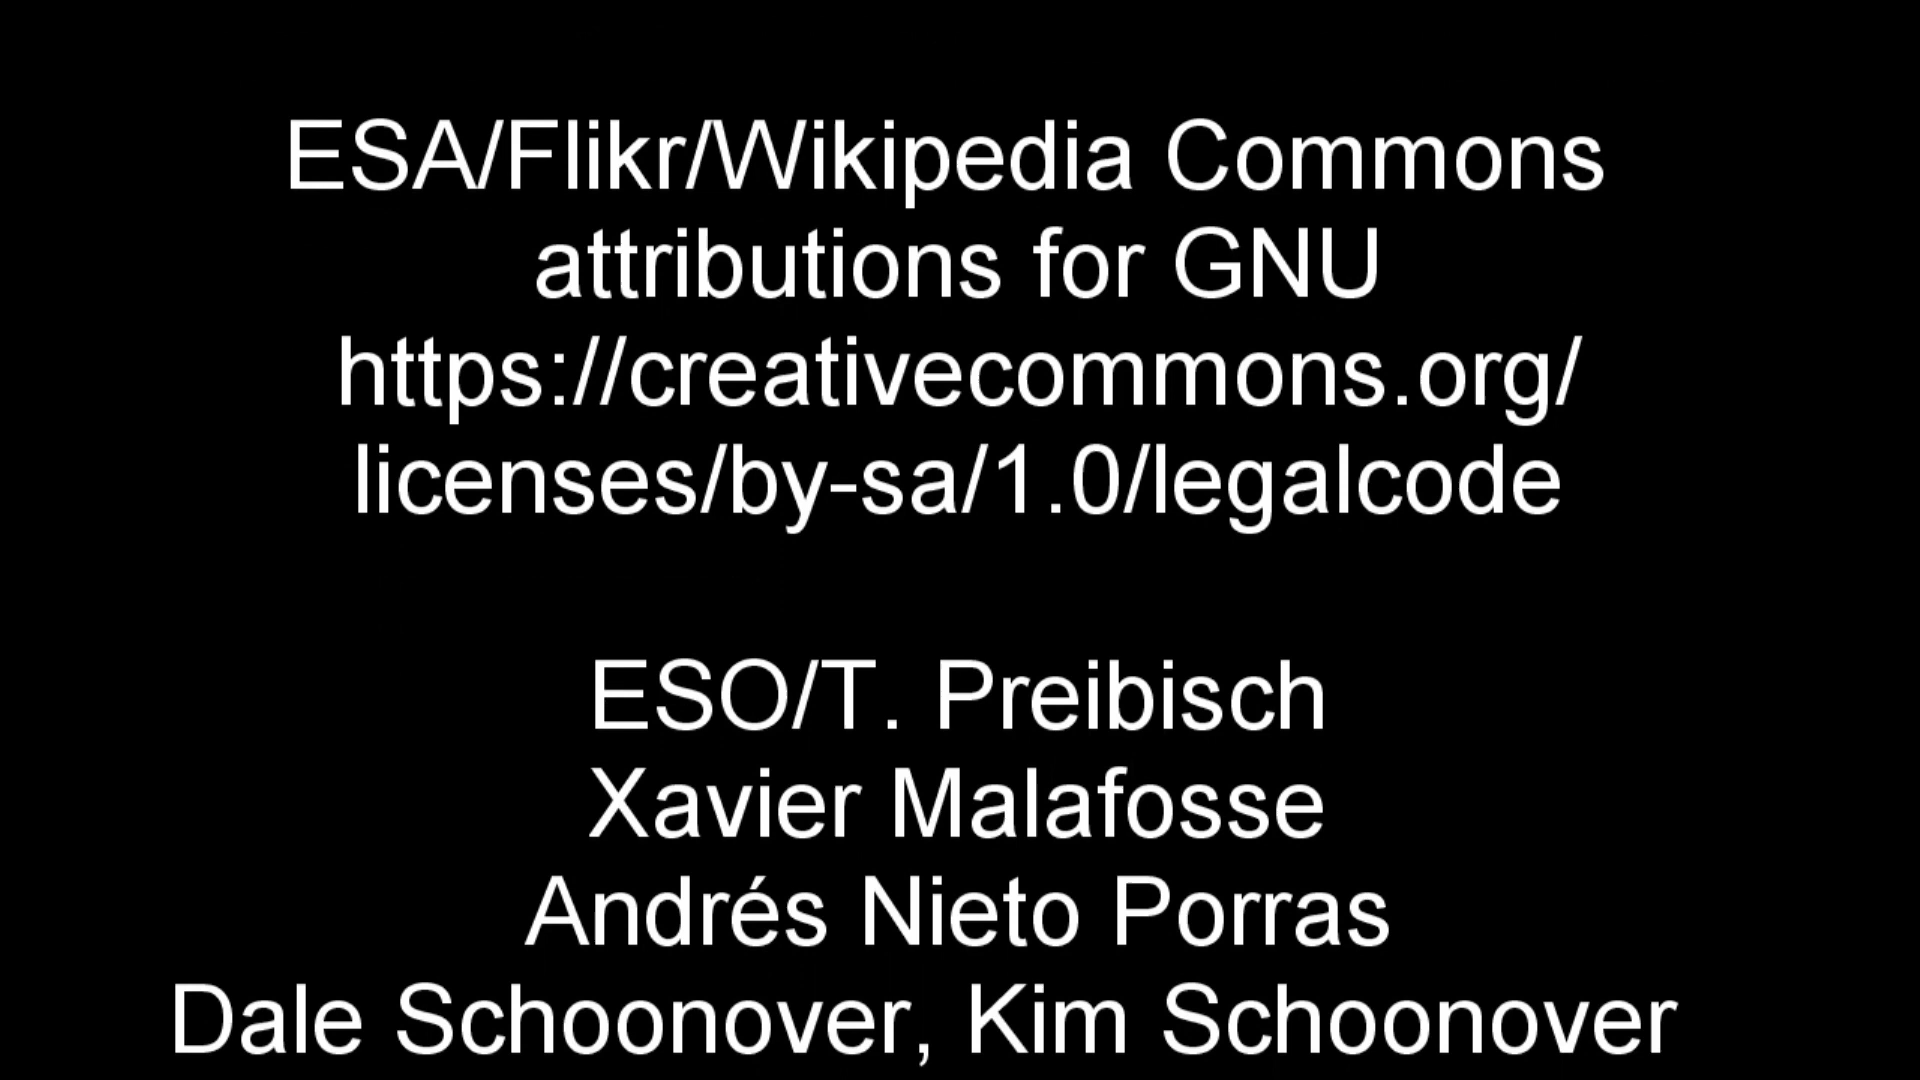 ESA/Flikr/Wikipedia Commons
attributions for GNU
https://creativecommons.org/
licenses/by-sa/1.0/legalcode
ESO/T. Preibisch
Xavier Malafosse
Andrés Nieto Porras
Dale Schoonover, Kim Schoonover